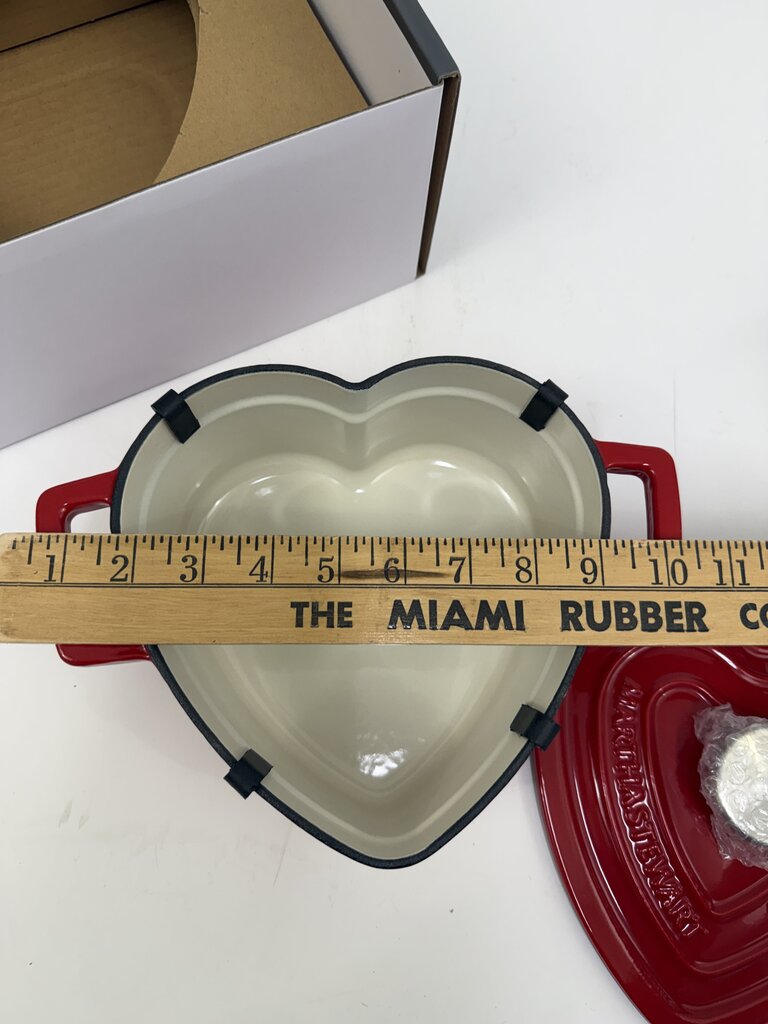 1 2 3 4 5 6 7 8 9 10 11
THE MIAMI RUBBER CO
MARTHA STEWART